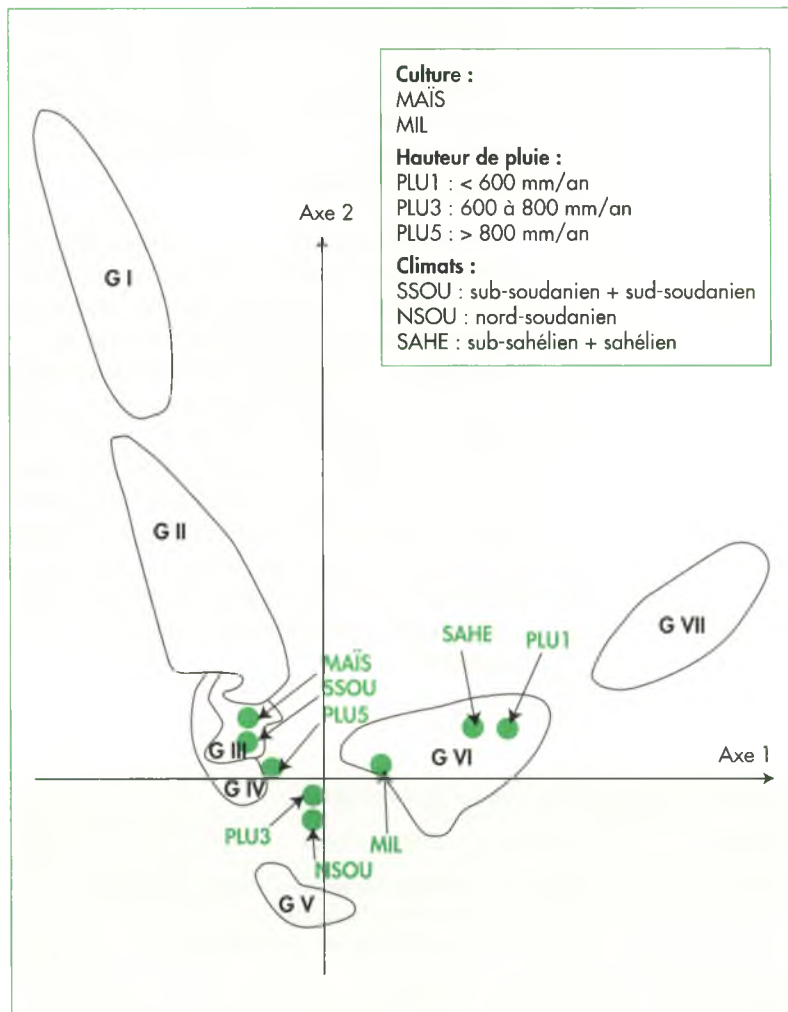 Culture :
MAÏS
MIL
Hauteur de pluie :
PLU1 : < 600 mm/an
PLU3 : 600 à 800 mm/an
PLU5 : > 800 mm/an
Climats :
SSOU : sub-soudanien + sud-soudanien
NSOU : nord-soudanien
SAHE : sub-sahélien + sahélien
Axe 2
G I
G II
G VII
SAHE
PLU1
MAÏS
SSOU
PLU5
G III
G VI
Axe 1
G IV
PLU3
MIL
NSOU
G V